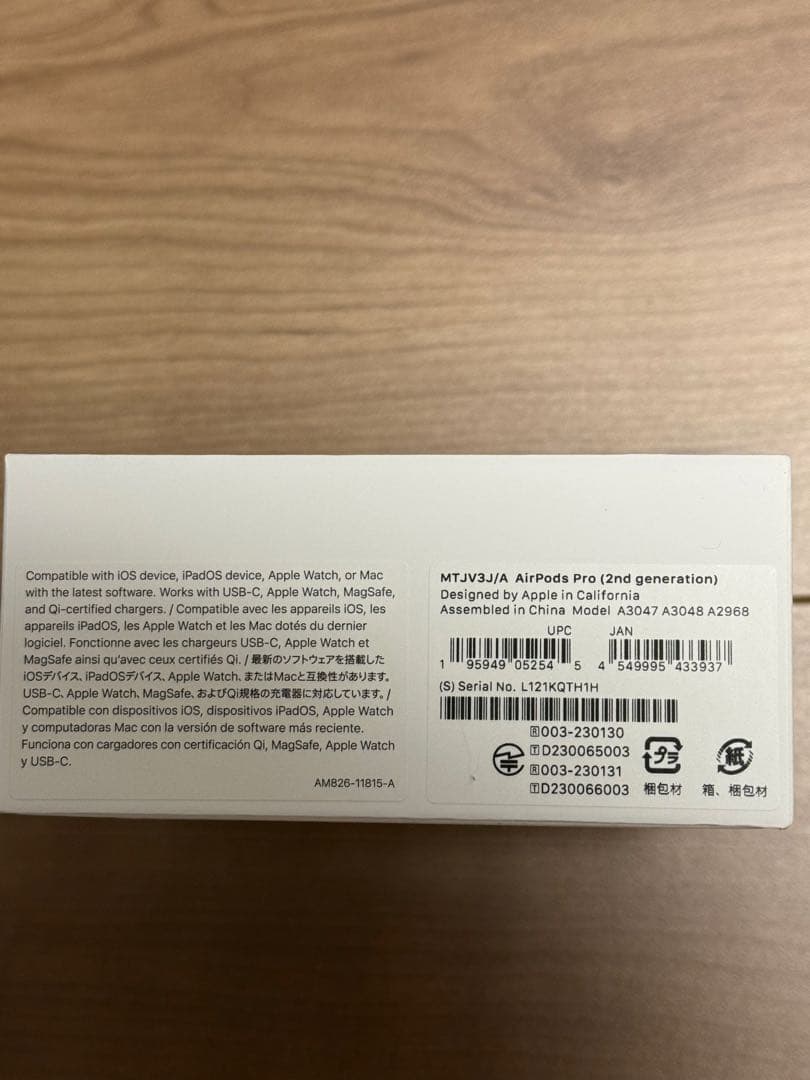 Compatible with iOS device, iPadOS device, Apple Watch, or Mac
with the latest software. Works with USB-C, Apple Watch, MagSafe,
and Qi-certified chargers. / Compatible avec les appareils iOS, les
appareils iPadOS, les Apple Watch et les Mac dotés du dernier
logiciel. Fonctionne avec les chargeurs USB-C, Apple Watch et
MagSafe ainsi qu'avec ceux certifiés Qi. / 最新のソフトウェアを搭載した
iOSデバイス、iPadOSデバイス、Apple Watch、またはMacと互換性があります。
USB-C、Apple Watch、MagSafe、およびQi規格の充電器に対応しています。 /
Compatible con dispositivos iOS, dispositivos iPadOS, Apple Watch
y computadoras Mac con la versión de software más reciente.
Funciona con cargadores con certificación Qi, MagSafe, Apple Watch
y USB-C.
AM826-11815-A
MTJV3J/A AirPods Pro (2nd generation)
Designed by Apple in California
Assembled in China Model A3047 A3048 A2968
UPC JAN
1 95949 05254 5 4 549995 433937
(S) Serial No. L121KQTH1H
R 003-230130
T D230065003
R 003-230131
T D230066003
プラ 梱包材
紙 箱、梱包材